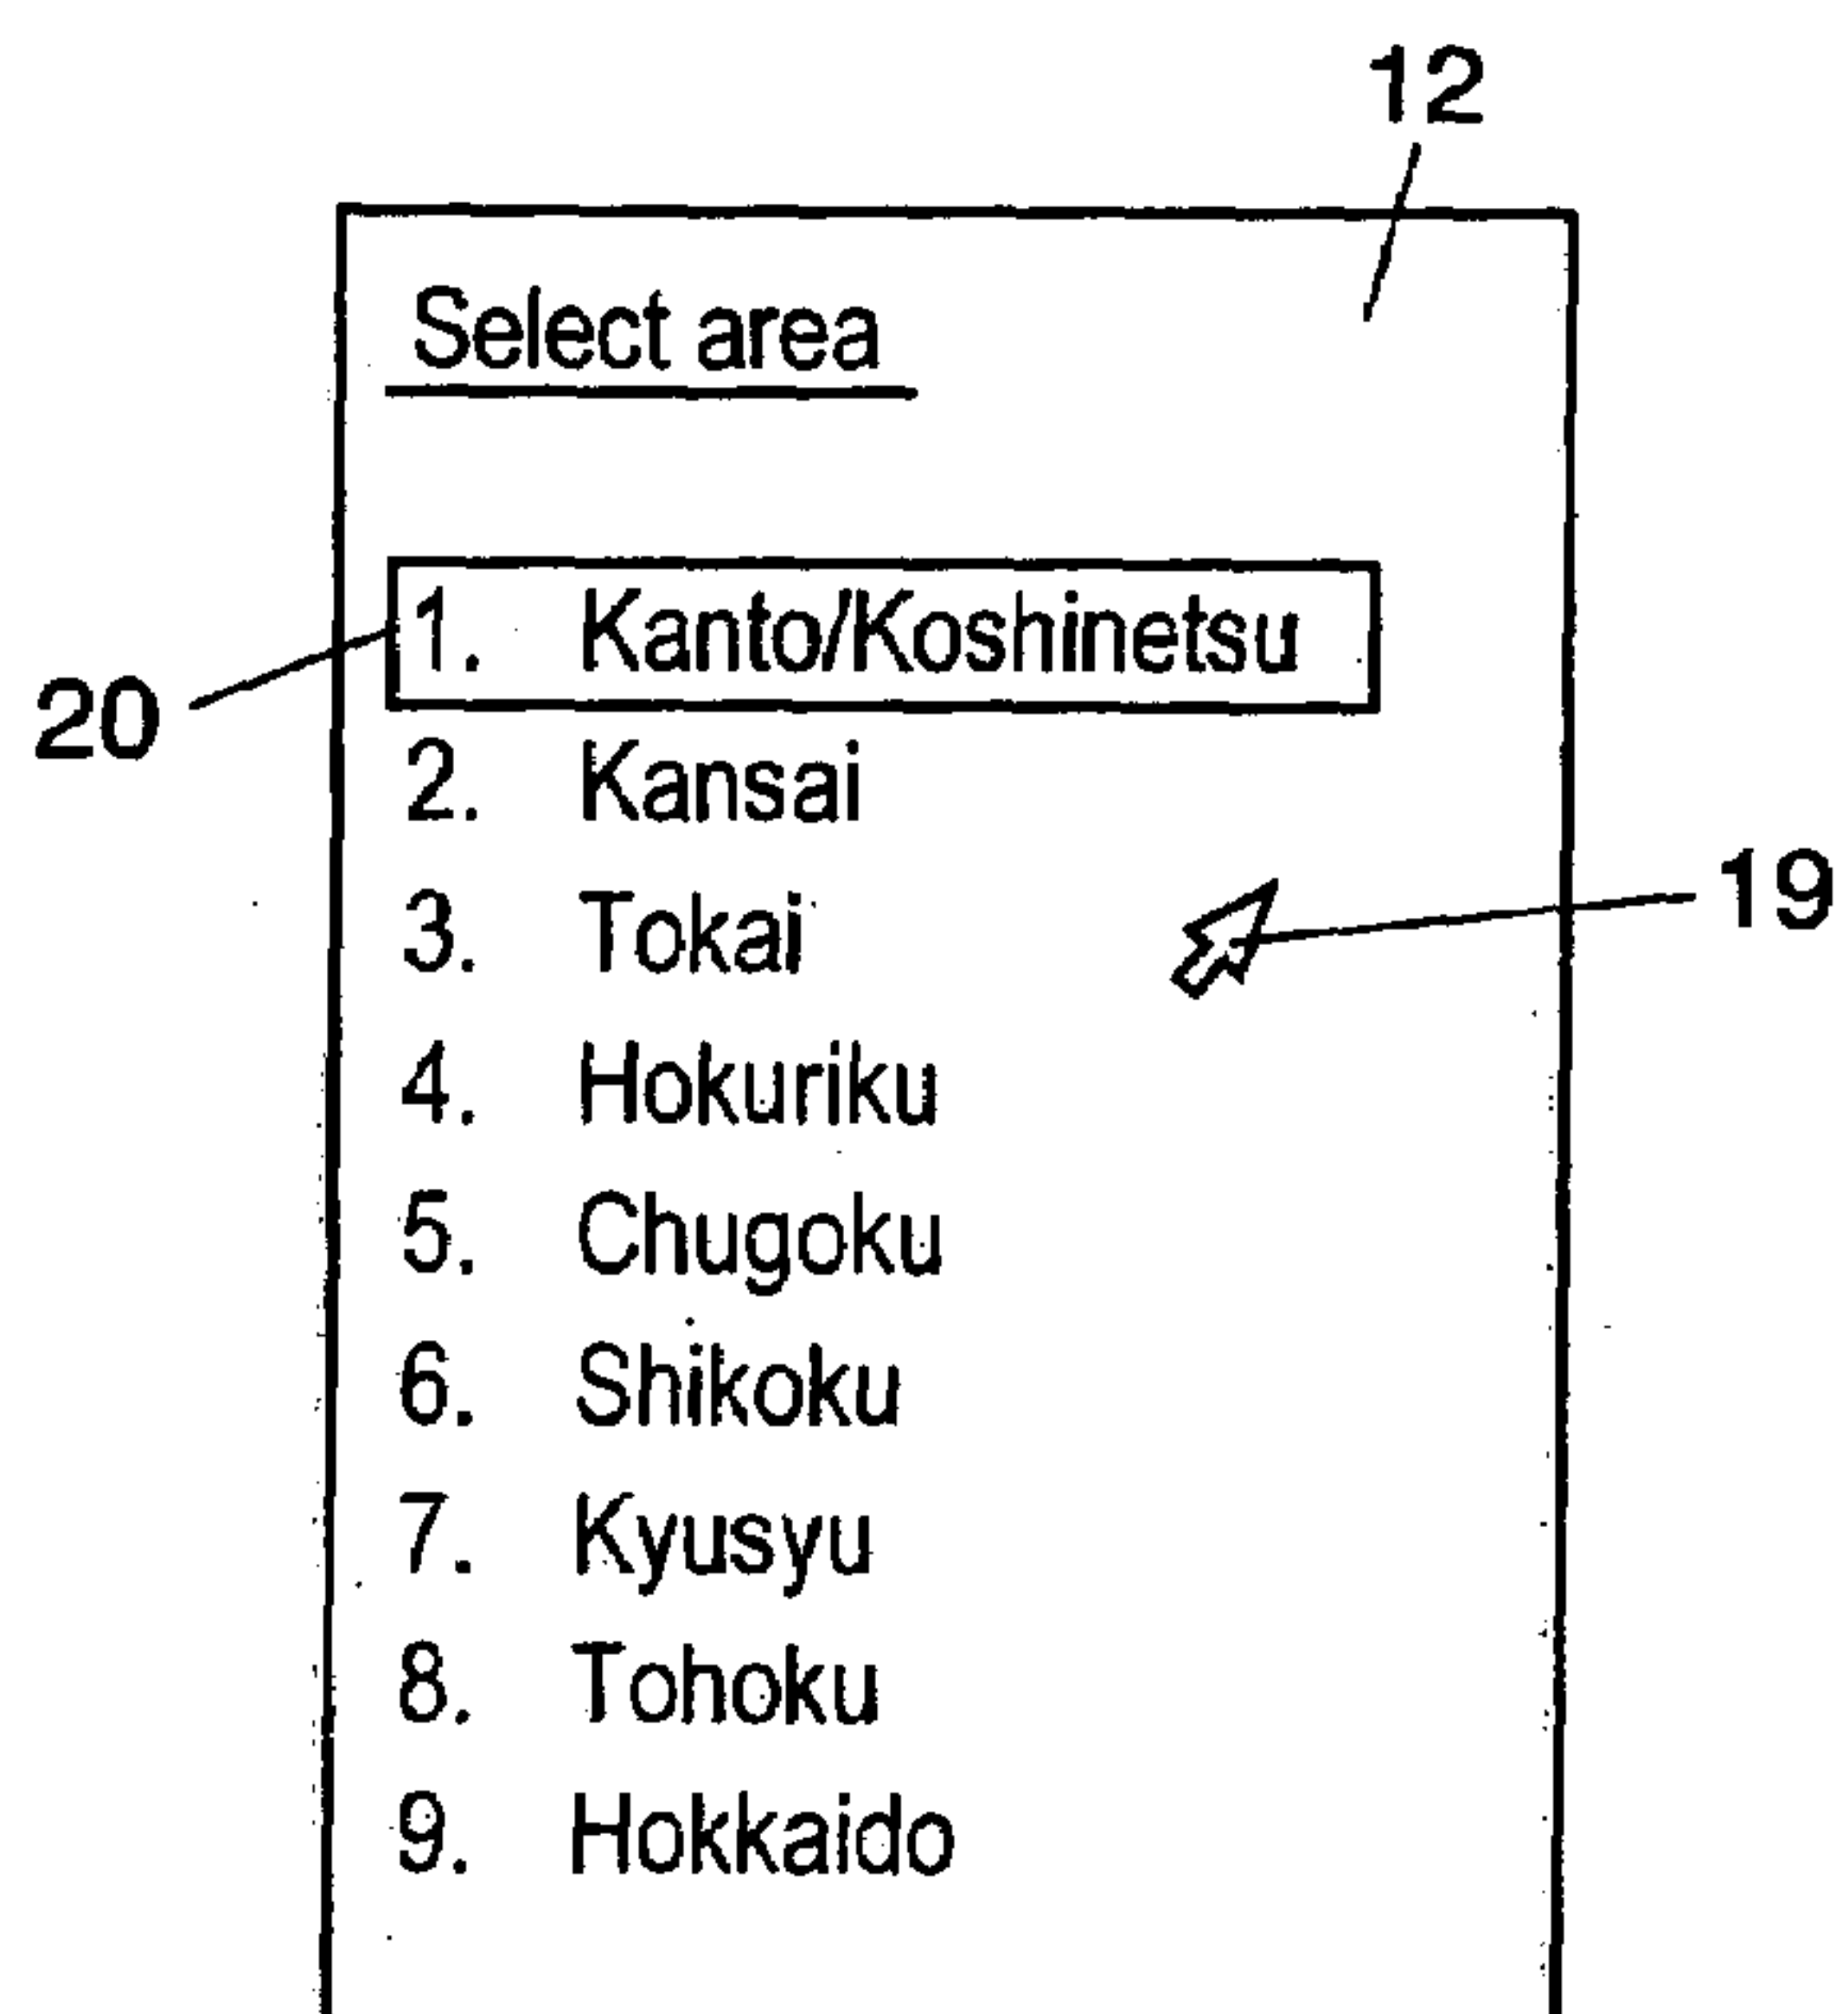 12
Select area
1. Kanto/Koshinetsu
20
2. Kansai
3. Tokai
19
4. Hokuriku
5. Chugoku
6. Shikoku
7. Kyusyu
8. Tohoku
9. Hokkaido